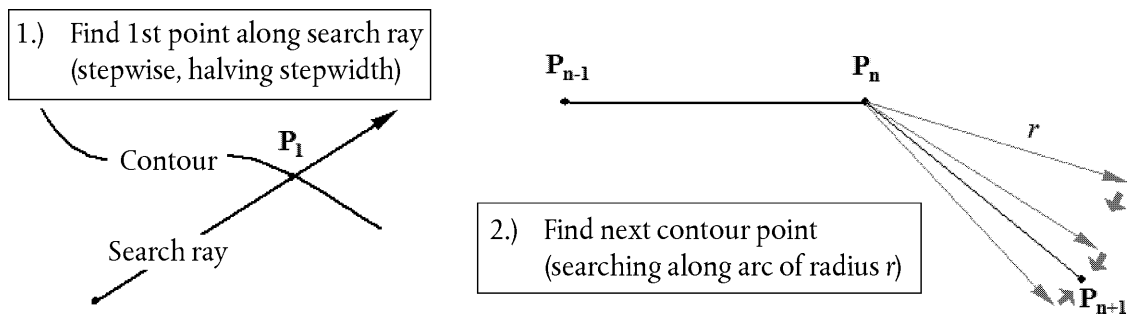 1.) Find 1st point along search ray
(stepwise, halving stepwidth)
P1
Contour
Search ray
Pn-1
Pn
r
2.) Find next contour point
(searching along arc of radius r)
Pn+1